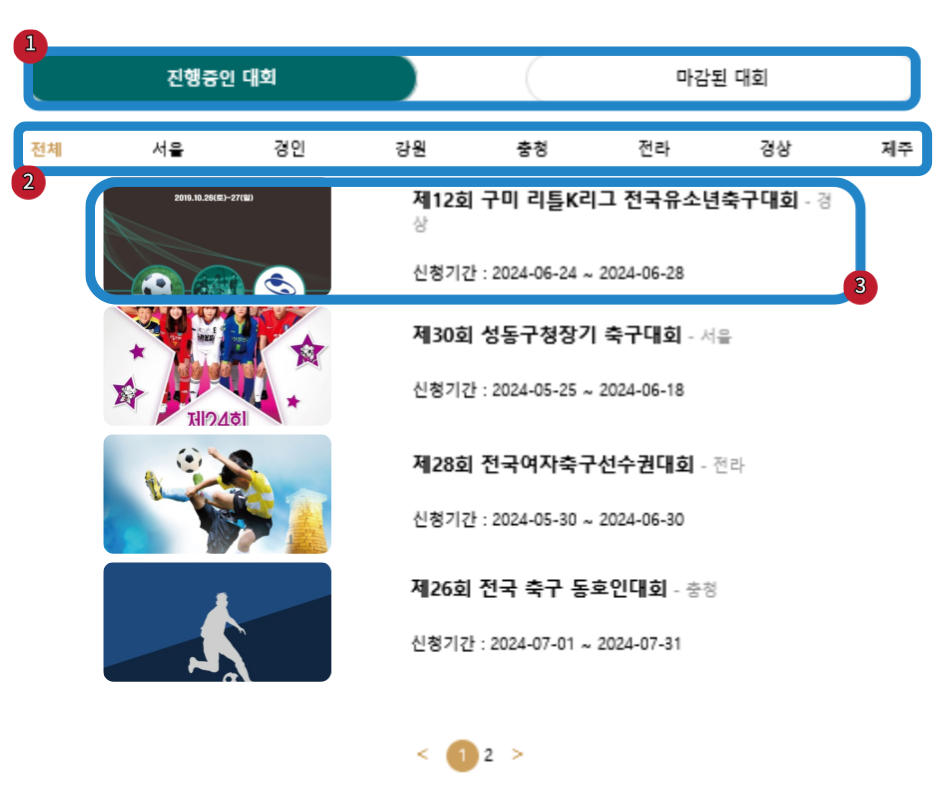 1
진행중인 대회 마감된 대회
전체 서울 경인 강원 충청 전라 경상 제주
2
2019.10.26(토)~27(일)
제12회 구미 리틀K리그 전국유소년축구대회 - 경
상
신청기간 : 2024-06-24 ~ 2024-06-28
3
제30회 성동구청장기 축구대회 - 서울
신청기간 : 2024-05-25 ~ 2024-06-18
제24회
제28회 전국여자축구선수권대회 - 전라
신청기간 : 2024-05-30 ~ 2024-06-30
제26회 전국 축구 동호인대회 - 충청
신청기간 : 2024-07-01 ~ 2024-07-31
< 1 2 >